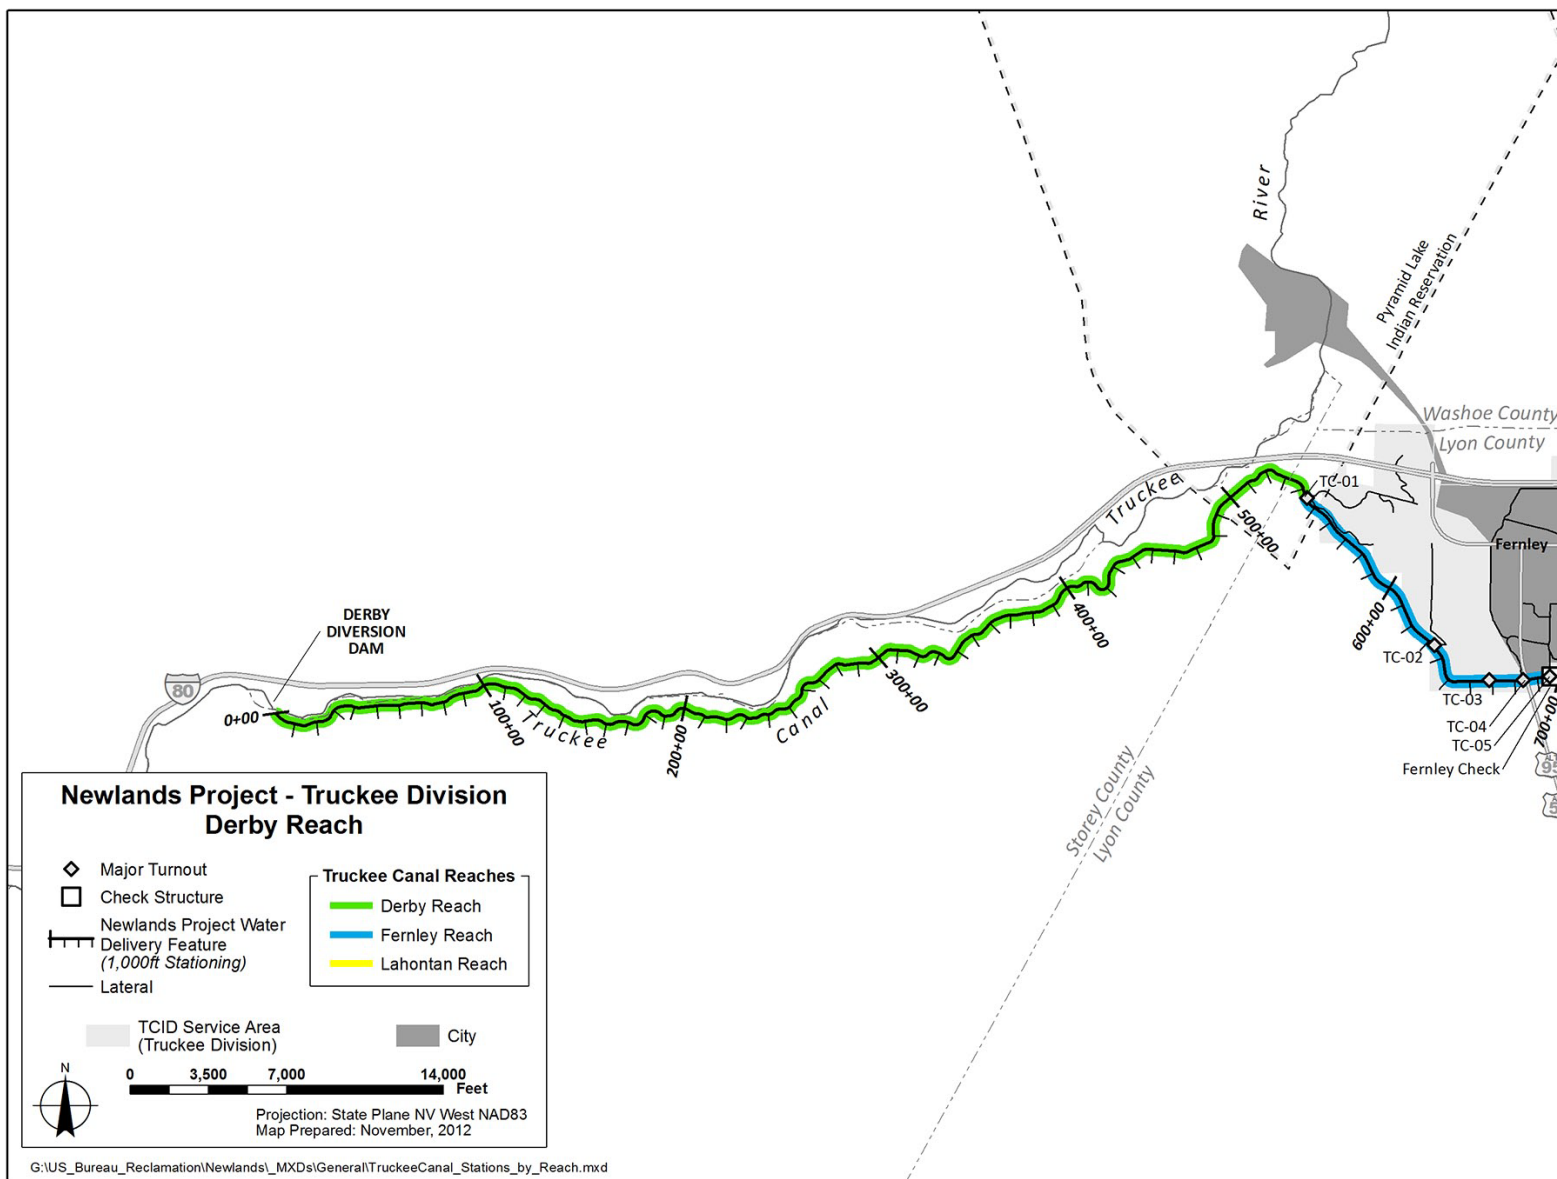 River
Pyramid Lake
Indian Reservation
Washoe County
Lyon County
TC-01
Truckee
500+00
Fernley
400+00
600+00
DERBY
DIVERSION
DAM
TC-02
300+00
80
0+00
100+00
Truckee
200+00
Canal
TC-03
TC-04
TC-05
700+00
Fernley Check
95
Storey County
Lyon County
Newlands Project - Truckee Division
Derby Reach
Major Turnout
Check Structure
Newlands Project Water
Delivery Feature
(1,000ft Stationing)
Lateral
Truckee Canal Reaches
Derby Reach
Fernley Reach
Lahontan Reach
TCID Service Area
(Truckee Division)
City
N
0 3,500 7,000 14,000
Feet
Projection: State Plane NV West NAD83
Map Prepared: November, 2012
G:\US_Bureau_Reclamation\Newlands\_MXDs\General\TruckeeCanal_Stations_by_Reach.mxd